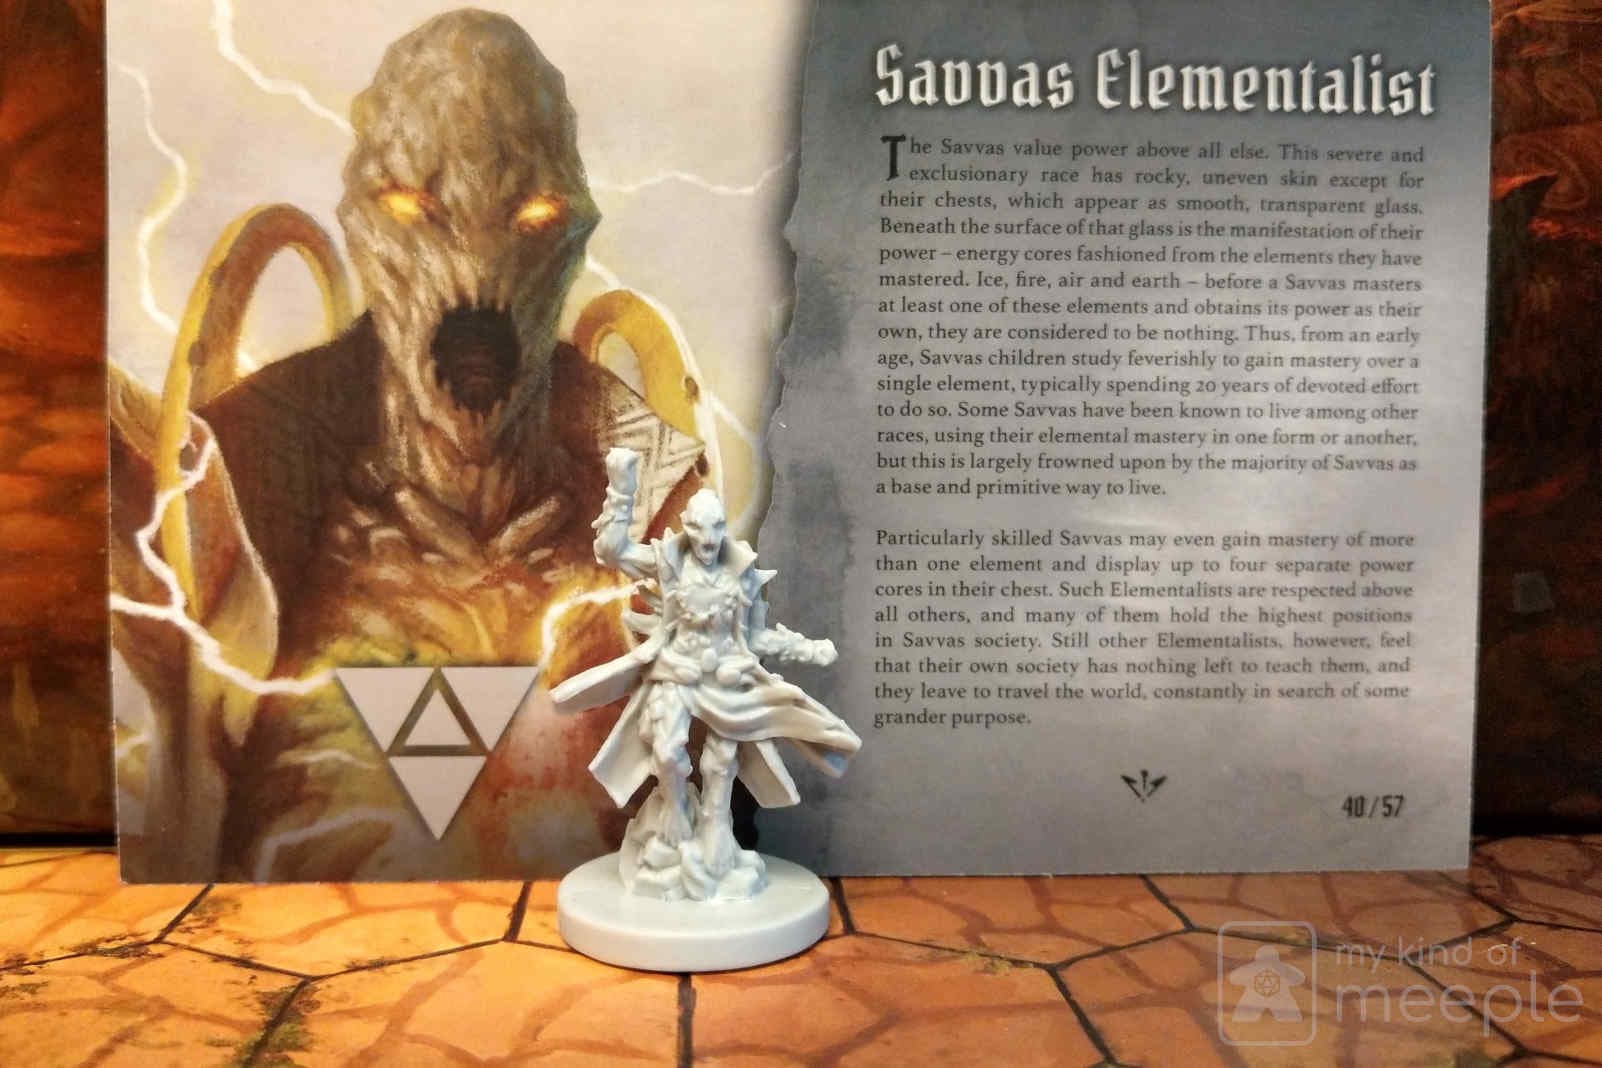 Savvas Elementalist
The Savvas value power above all else. This severe and
exclusionary race has rocky, uneven skin except for
their chests, which appear as smooth, transparent glass.
Beneath the surface of that glass is the manifestation of their
power – energy cores fashioned from the elements they have
mastered. Ice, fire, air and earth – before a Savvas masters
at least one of these elements and obtains its power as their
own, they are considered to be nothing. Thus, from an early
age, Savvas children study feverishly to gain mastery over a
single element, typically spending 20 years of devoted effort
to do so. Some Savvas have been known to live among other
races, using their elemental mastery in one form or another,
but this is largely frowned upon by the majority of Savvas as
a base and primitive way to live.
Particularly skilled Savvas may even gain mastery of more
than one element and display up to four separate power
cores in their chest. Such Elementalists are respected above
all others, and many of them hold the highest positions
in Savvas society. Still other Elementalists, however, feel
that their own society has nothing left to teach them, and
they leave to travel the world, constantly in search of some
grander purpose.
40/57
my kind of
meeple